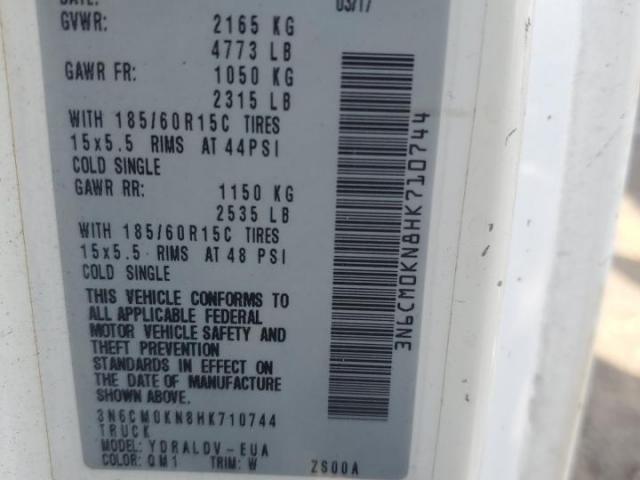 DATE:
03/17
GVWR: 2165 KG
4773 LB
GAWR FR: 1050 KG
2315 LB
WITH 185/60R15C TIRES
15x5.5 RIMS AT 44PSI
COLD SINGLE
GAWR RR: 1150 KG
2535 LB
WITH 185/60R15C TIRES
15x5.5 RIMS AT 48 PSI
COLD SINGLE
THIS VEHICLE CONFORMS TO
ALL APPLICABLE FEDERAL
MOTOR VEHICLE SAFETY AND
THEFT PREVENTION
STANDARDS IN EFFECT ON
THE DATE OF MANUFACTURE
SHOWN ABOVE.
3N6CM0KN8HK710744
TRUCK
MODEL: YDRALDV-EUA
COLOR: QM1 TRIM: W ZS00A
3N6CM0KN8HK710744